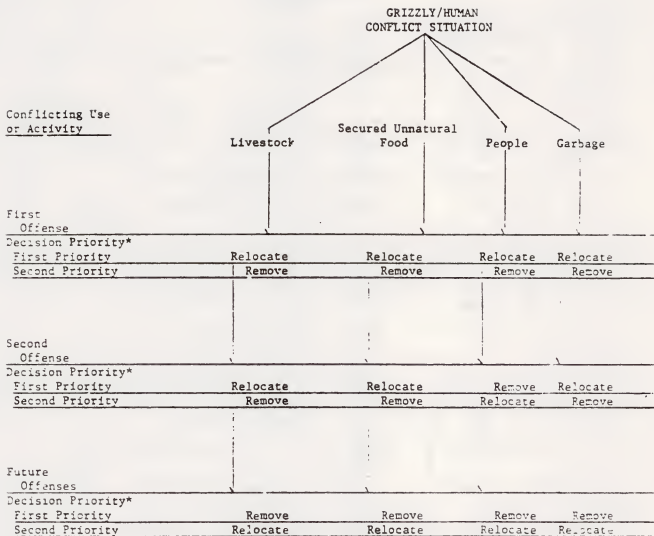 GRIZZLY/HUMAN
CONFLICT SITUATION
Conflicting Use
or Activity
Livestock Secured Unnatural Food People Garbage
First
Offense
Decision Priority*
First Priority Relocate Relocate Relocate Relocate
Second Priority Remove Remove Remove Remove
Second
Offense
Decision Priority*
First Priority Relocate Relocate Remove Relocate
Second Priority Remove Remove Relocate Remove
Future
Offenses
Decision Priority*
First Priority Remove Remove Remove Remove
Second Priority Relocate Relocate Relocate Relocate